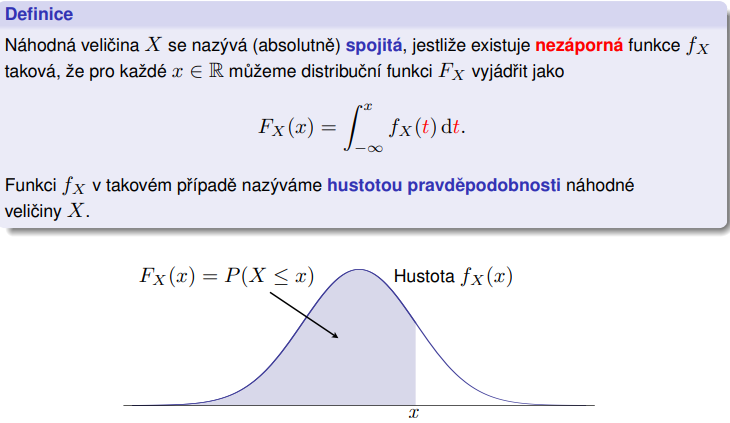 Definice
Náhodná veličina X se nazývá (absolutně) spojitá, jestliže existuje nezáporná funkce f_X
taková, že pro každé x ∈ ℝ můžeme distribuční funkci F_X vyjádřit jako
F_X(x) = ∫_{-∞}^{x} f_X(t) dt.
Funkci f_X v takovém případě nazýváme hustotou pravděpodobnosti náhodné
veličiny X.
F_X(x) = P(X ≤ x)
Hustota f_X(x)
x